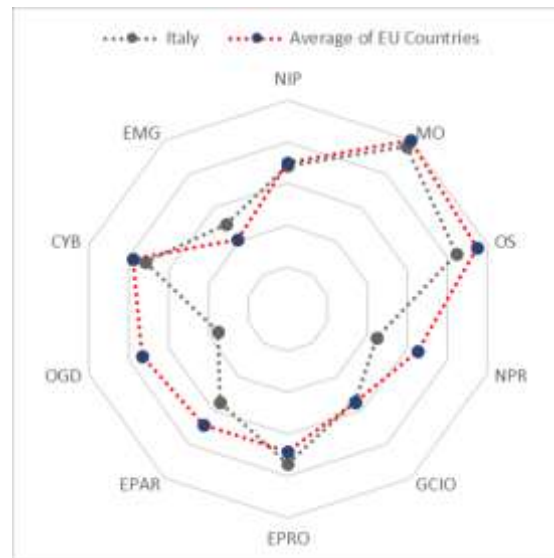 Italy Average of EU Countries
NIP
EMG MO
CYB OS
OGD NPR
EPAR GCIO
EPRO